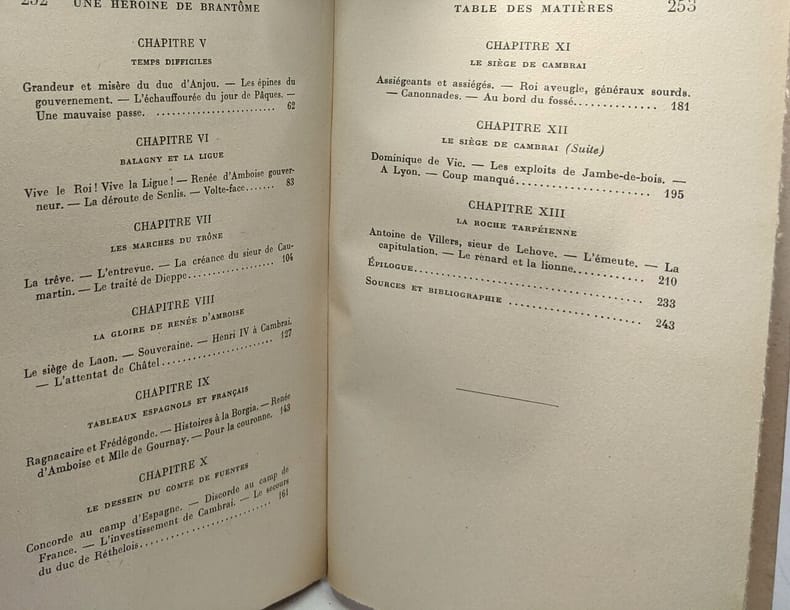 252 UNE HÉROINE DE BRANTÔME
CHAPITRE V
TEMPS DIFFICILES
Grandeur et misère du duc d'Anjou. — Les épines du
gouvernement. — L'échauffourée du jour de Pâques. —
Une mauvaise passe. ........................ 62
CHAPITRE VI
BALAGNY ET LA LIGUE
Vive le Roi ! Vive la Ligue ! — Renée d'Amboise gouver-
neur. — La déroute de Senlis. — Volte-face....... 83
CHAPITRE VII
LES MARCHES DU TRÔNE
La trêve. — L'entrevue. — La créance du sieur de Cau-
martin. — Le traité de Dieppe.................. 104
CHAPITRE VIII
LA GLOIRE DE RENÉE D'AMBOISE
Le siège de Laon. — Souveraine. — Henri IV à Cambrai.
— L'attentat de Châtel........................ 127
CHAPITRE IX
TABLEAUX ESPAGNOLS ET FRANÇAIS
Ragnacaire et Frédégonde. — Histoires à la Borgia. — Renée
d'Amboise et Mlle de Gournay. — Pour la couronne. 143
CHAPITRE X
LE DESSEIN DU COMTE DE FUENTES
Concorde au camp d'Espagne. — Discorde au camp de
France. — L'investissement de Cambrai. — Le secours
du duc de Réthelois........................... 161
TABLE DES MATIÈRES 253
CHAPITRE XI
LE SIÈGE DE CAMBRAI
Assiégeants et assiégés. — Roi aveugle, généraux sourds.
— Canonnades. — Au bord du fossé.............. 181
CHAPITRE XII
LE SIÈGE DE CAMBRAI (Suite)
Dominique de Vic. — Les exploits de Jambe-de-bois. —
A Lyon. — Coup manqué...................... 195
CHAPITRE XIII
LA ROCHE TARPÉIENNE
Antoine de Villers, sieur de Lehove. — L'émeute. — La
capitulation. — Le renard et la lionne............ 210
ÉPILOGUE................................. 233
SOURCES ET BIBLIOGRAPHIE .................... 243